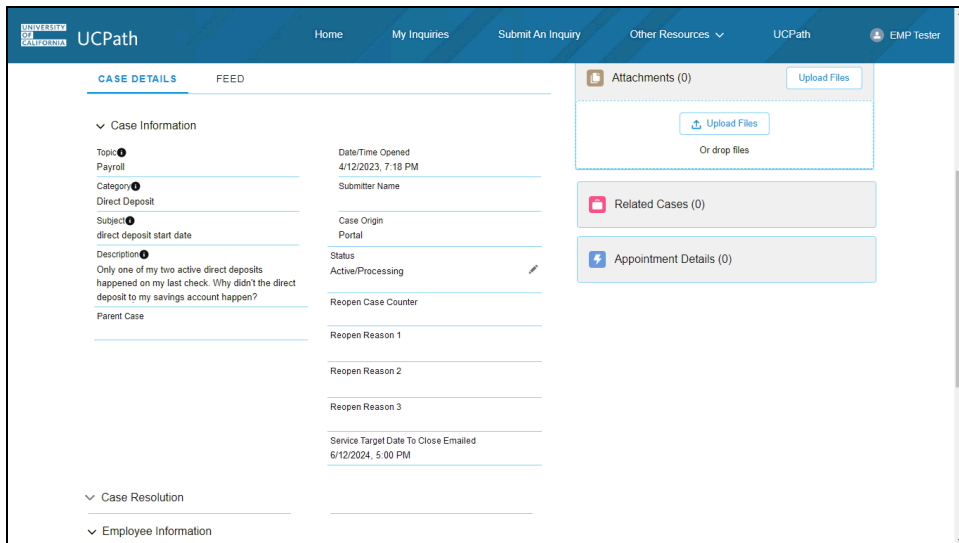 UNIVERSITY
OF
CALIFORNIA
UCPath
Home
My Inquiries
Submit An Inquiry
Other Resources
UCPath
EMP Tester
CASE DETAILS
FEED
Case Information
Topic
Payroll
Category
Direct Deposit
Subject
direct deposit start date
Description
Only one of my two active direct deposits
happened on my last check. Why didn't the direct
deposit to my savings account happen?
Parent Case
Date/Time Opened
4/12/2023, 7:18 PM
Submitter Name
Case Origin
Portal
Status
Active/Processing
Reopen Case Counter
Reopen Reason 1
Reopen Reason 2
Reopen Reason 3
Service Target Date To Close Emailed
6/12/2024, 5:00 PM
Case Resolution
Employee Information
Attachments (0)
Upload Files
Upload Files
Or drop files
Related Cases (0)
Appointment Details (0)